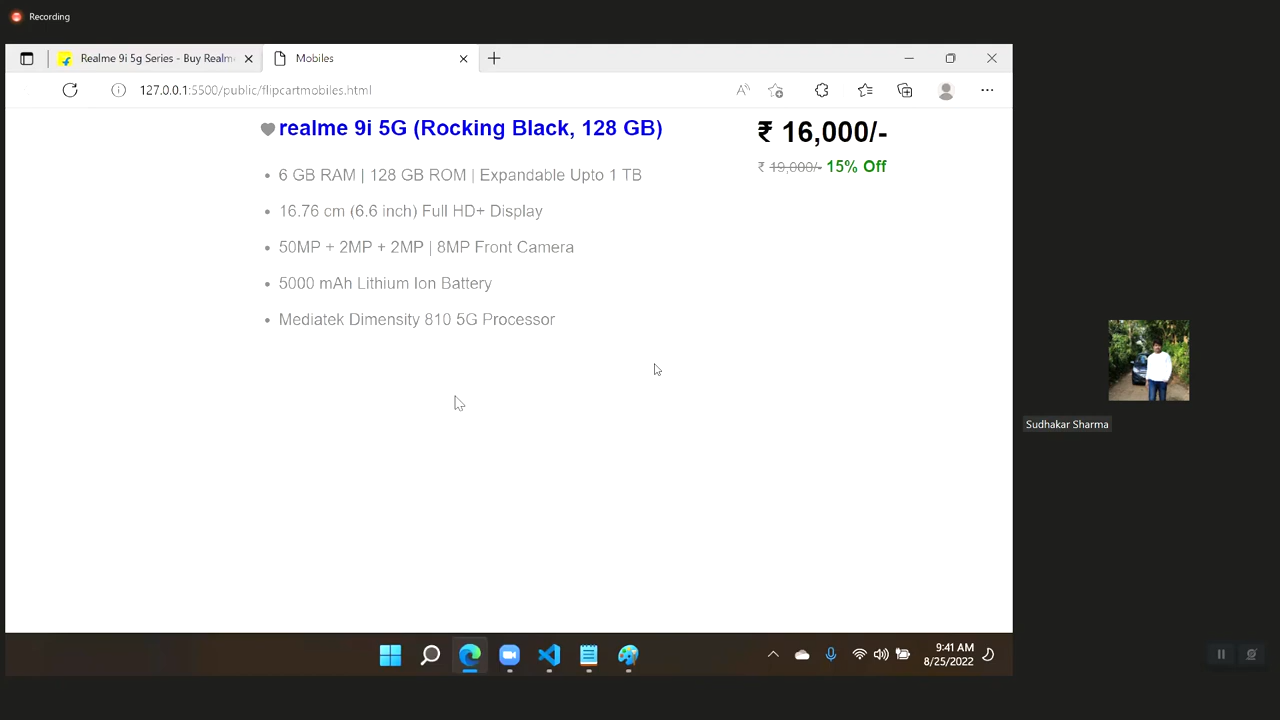 Recording
Realme 9i 5g Series - Buy Realm
Mobiles
127.0.0.1:5500/public/flipcartmobiles.html
realme 9i 5G (Rocking Black, 128 GB)
₹ 16,000/-
₹ 19,000/- 15% Off
6 GB RAM | 128 GB ROM | Expandable Upto 1 TB
16.76 cm (6.6 inch) Full HD+ Display
50MP + 2MP + 2MP | 8MP Front Camera
5000 mAh Lithium Ion Battery
Mediatek Dimensity 810 5G Processor
Sudhakar Sharma
9:41 AM
8/25/2022